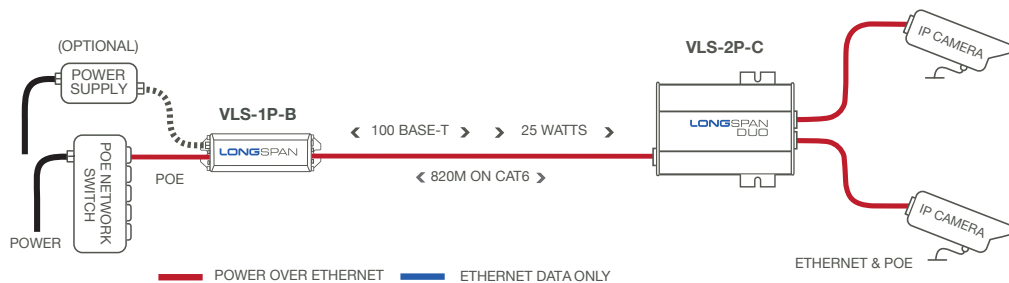 (OPTIONAL)
POWER
SUPPLY
VLS-1P-B
LONGSPAN
POE NETWORK
SWITCH
POE
POWER
< 100 BASE-T >
> 25 WATTS >
< 820M ON CAT6 >
VLS-2P-C
LONGSPAN
DUO
IP CAMERA
IP CAMERA
ETHERNET & POE
POWER OVER ETHERNET
ETHERNET DATA ONLY